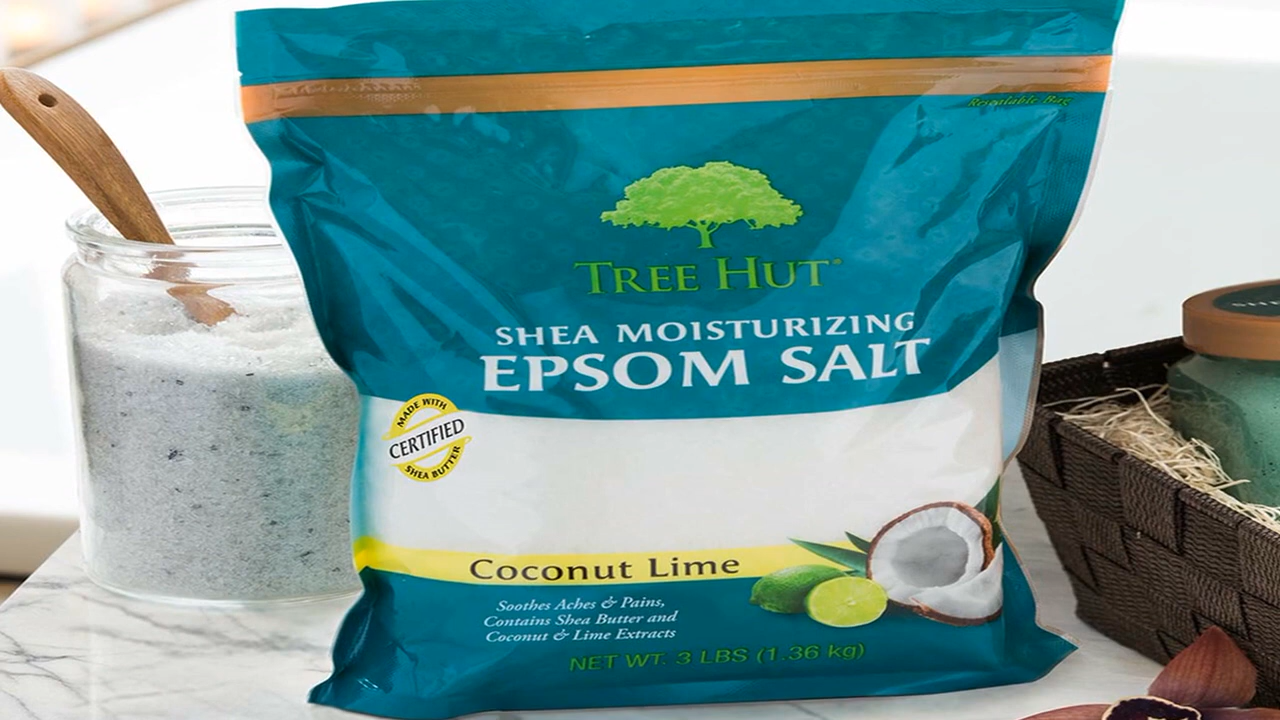 Resealable Bag
TREE HUT®
SHEA MOISTURIZING
EPSOM SALT
MADE WITH
CERTIFIED
SHEA BUTTER
Coconut Lime
Soothes Aches & Pains,
Contains Shea Butter and
Coconut & Lime Extracts
NET WT. 3 LBS (1.36 kg)